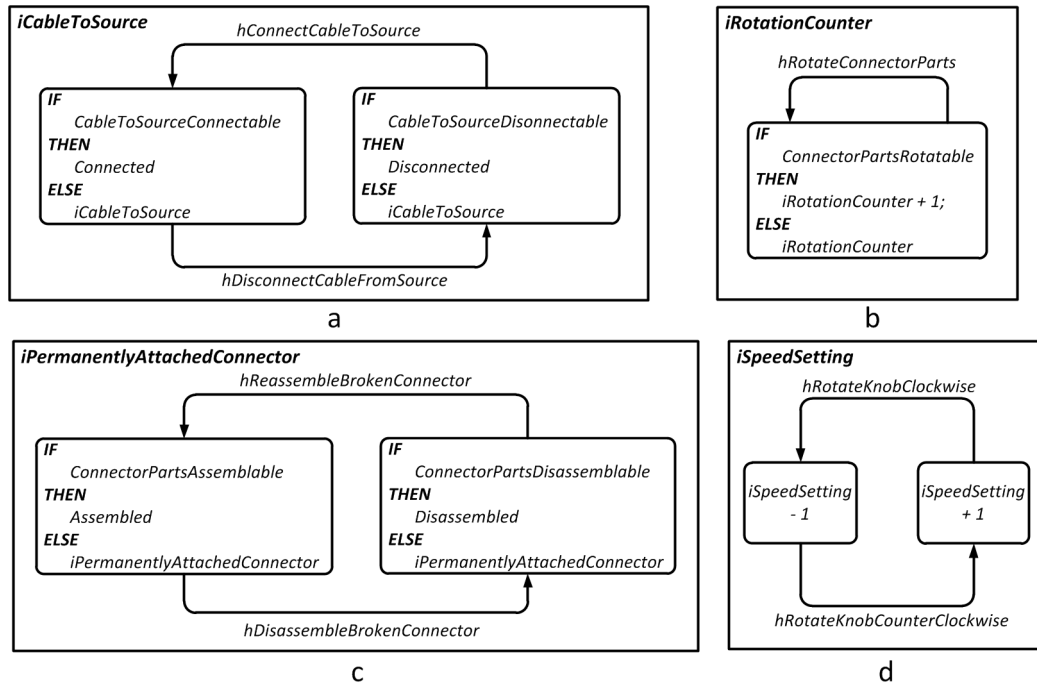 iCableToSource
hConnectCableToSource
IF
CableToSourceConnectable
THEN
Connected
ELSE
iCableToSource
IF
CableToSourceDisonnectable
THEN
Disconnected
ELSE
iCableToSource
hDisconnectCableFromSource
a
iRotationCounter
hRotateConnectorParts
IF
ConnectorPartsRotatable
THEN
iRotationCounter + 1;
ELSE
iRotationCounter
b
iPermanentlyAttachedConnector
hReassembleBrokenConnector
IF
ConnectorPartsAssemblable
THEN
Assembled
ELSE
iPermanentlyAttachedConnector
IF
ConnectorPartsDisassemblable
THEN
Disassembled
ELSE
iPermanentlyAttachedConnector
hDisassembleBrokenConnector
c
iSpeedSetting
hRotateKnobClockwise
iSpeedSetting
- 1
iSpeedSetting
+ 1
hRotateKnobCounterClockwise
d